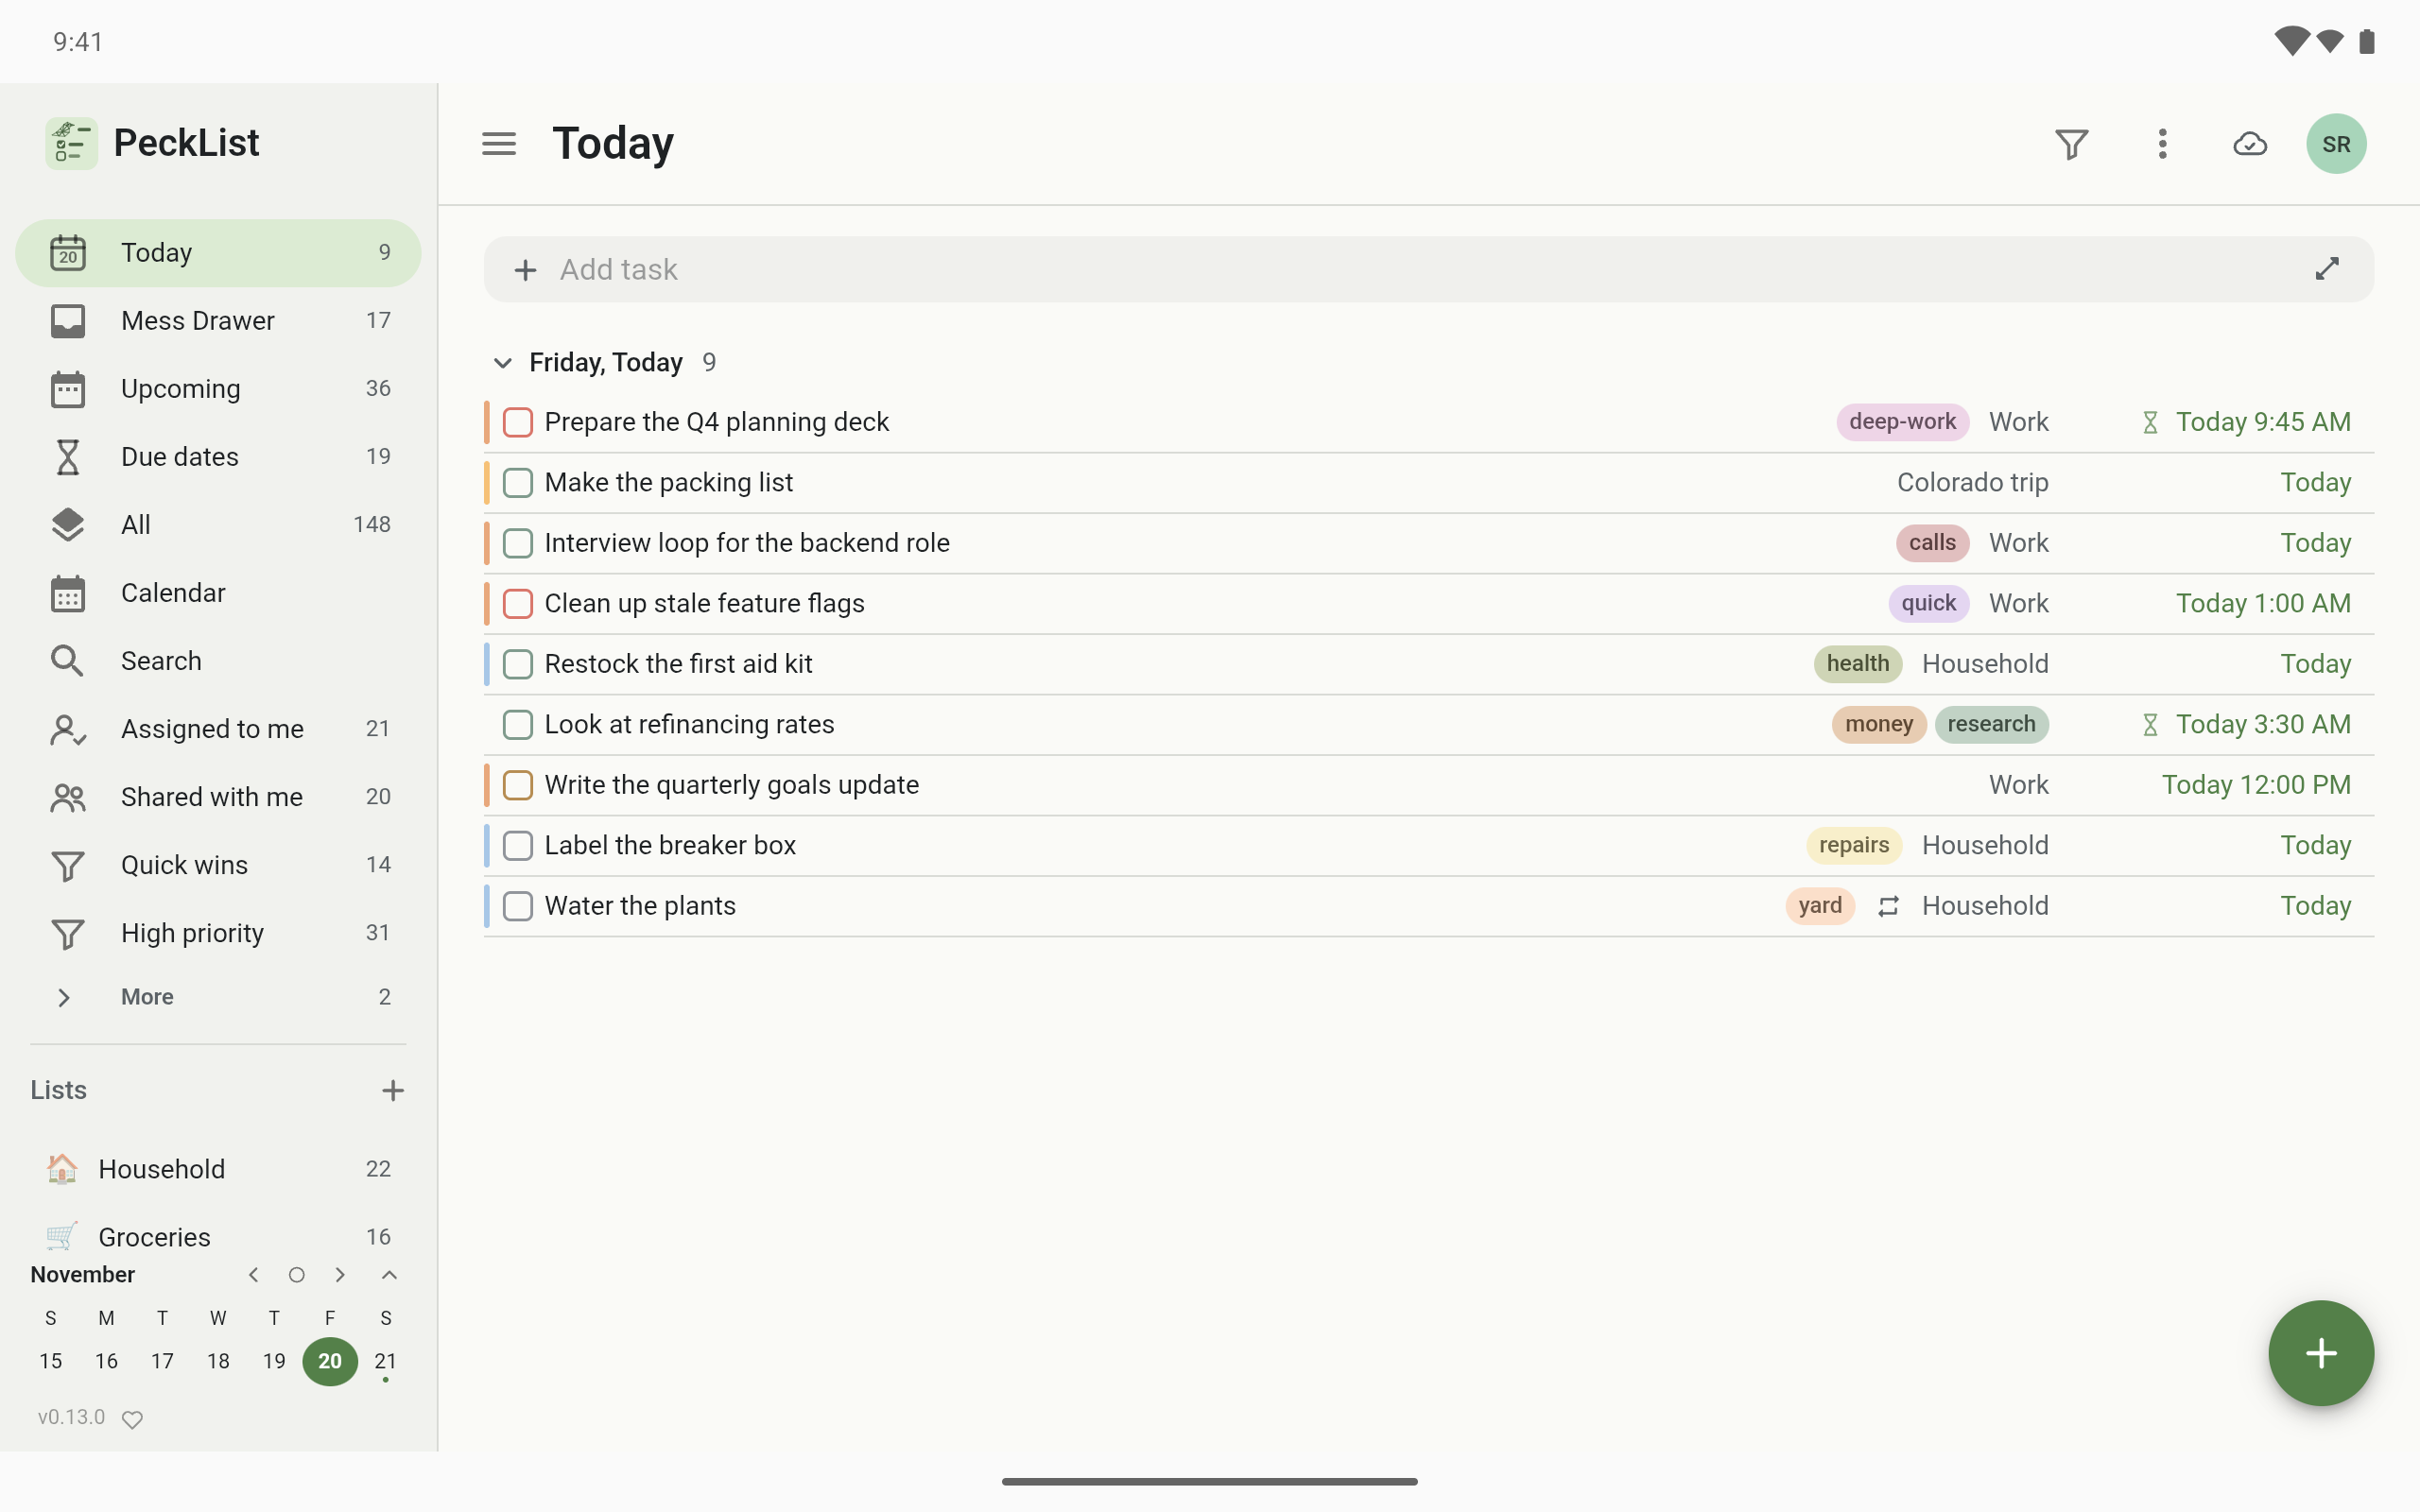 9:41
PeckList
20 Today 9
Mess Drawer 17
Upcoming 36
Due dates 19
All 148
Calendar
Search
Assigned to me 21
Shared with me 20
Quick wins 14
High priority 31
More 2
Lists
Household 22
Groceries 16
November
S M T W T F S
15 16 17 18 19 20 21
v0.13.0
Today
SR
Add task
Friday, Today 9
Prepare the Q4 planning deck deep-work Work Today 9:45 AM
Make the packing list Colorado trip Today
Interview loop for the backend role calls Work Today
Clean up stale feature flags quick Work Today 1:00 AM
Restock the first aid kit health Household Today
Look at refinancing rates money research Today 3:30 AM
Write the quarterly goals update Work Today 12:00 PM
Label the breaker box repairs Household Today
Water the plants yard Household Today